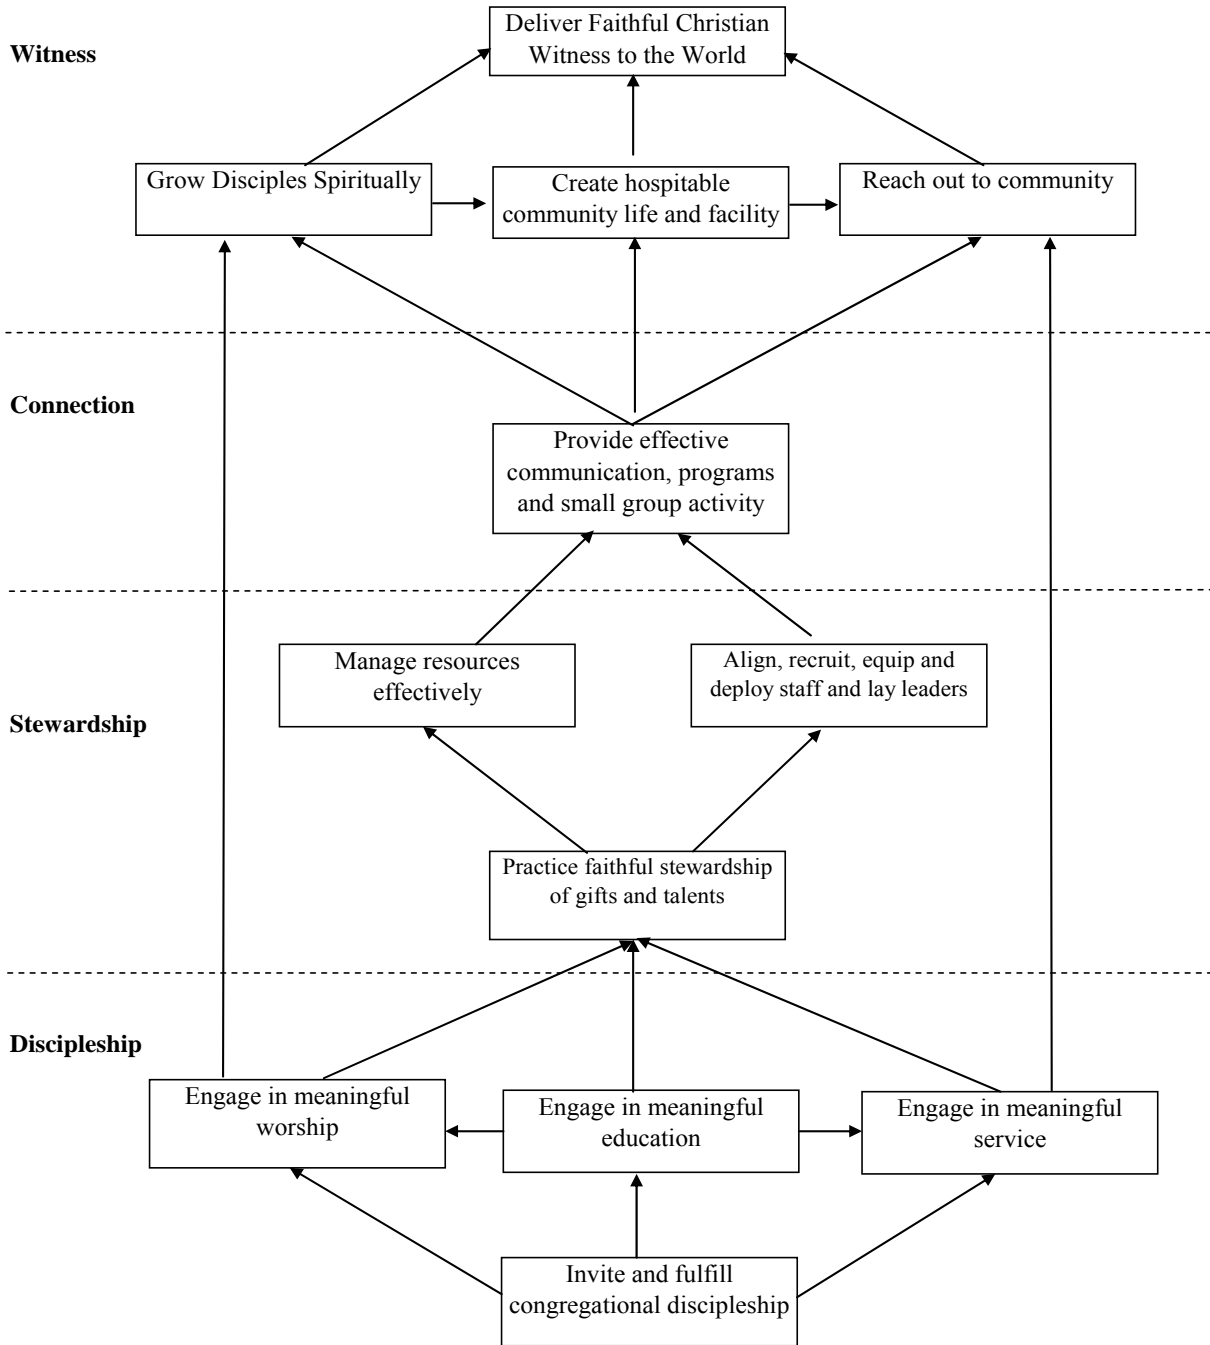 Witness
Deliver Faithful Christian
Witness to the World
Grow Disciples Spiritually
Create hospitable
community life and facility
Reach out to community
Connection
Provide effective
communication, programs
and small group activity
Stewardship
Manage resources
effectively
Align, recruit, equip and
deploy staff and lay leaders
Practice faithful stewardship
of gifts and talents
Discipleship
Engage in meaningful
worship
Engage in meaningful
education
Engage in meaningful
service
Invite and fulfill
congregational discipleship